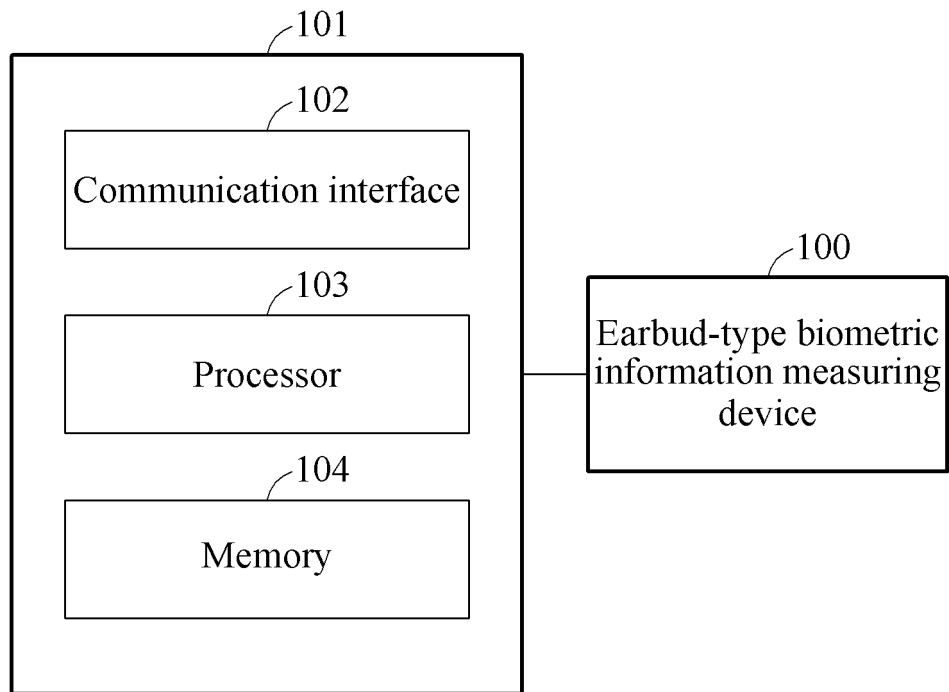 101
102
Communication interface
103
Processor
104
Memory
100
Earbud-type biometric
information measuring
device